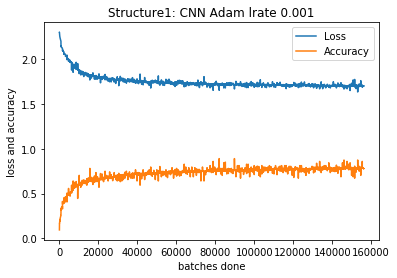 Structure1: CNN Adam lrate 0.001
Loss
Accuracy
loss and accuracy
2.0
1.5
1.0
0.5
0.0
0 20000 40000 60000 80000 100000 120000 140000 160000
batches done